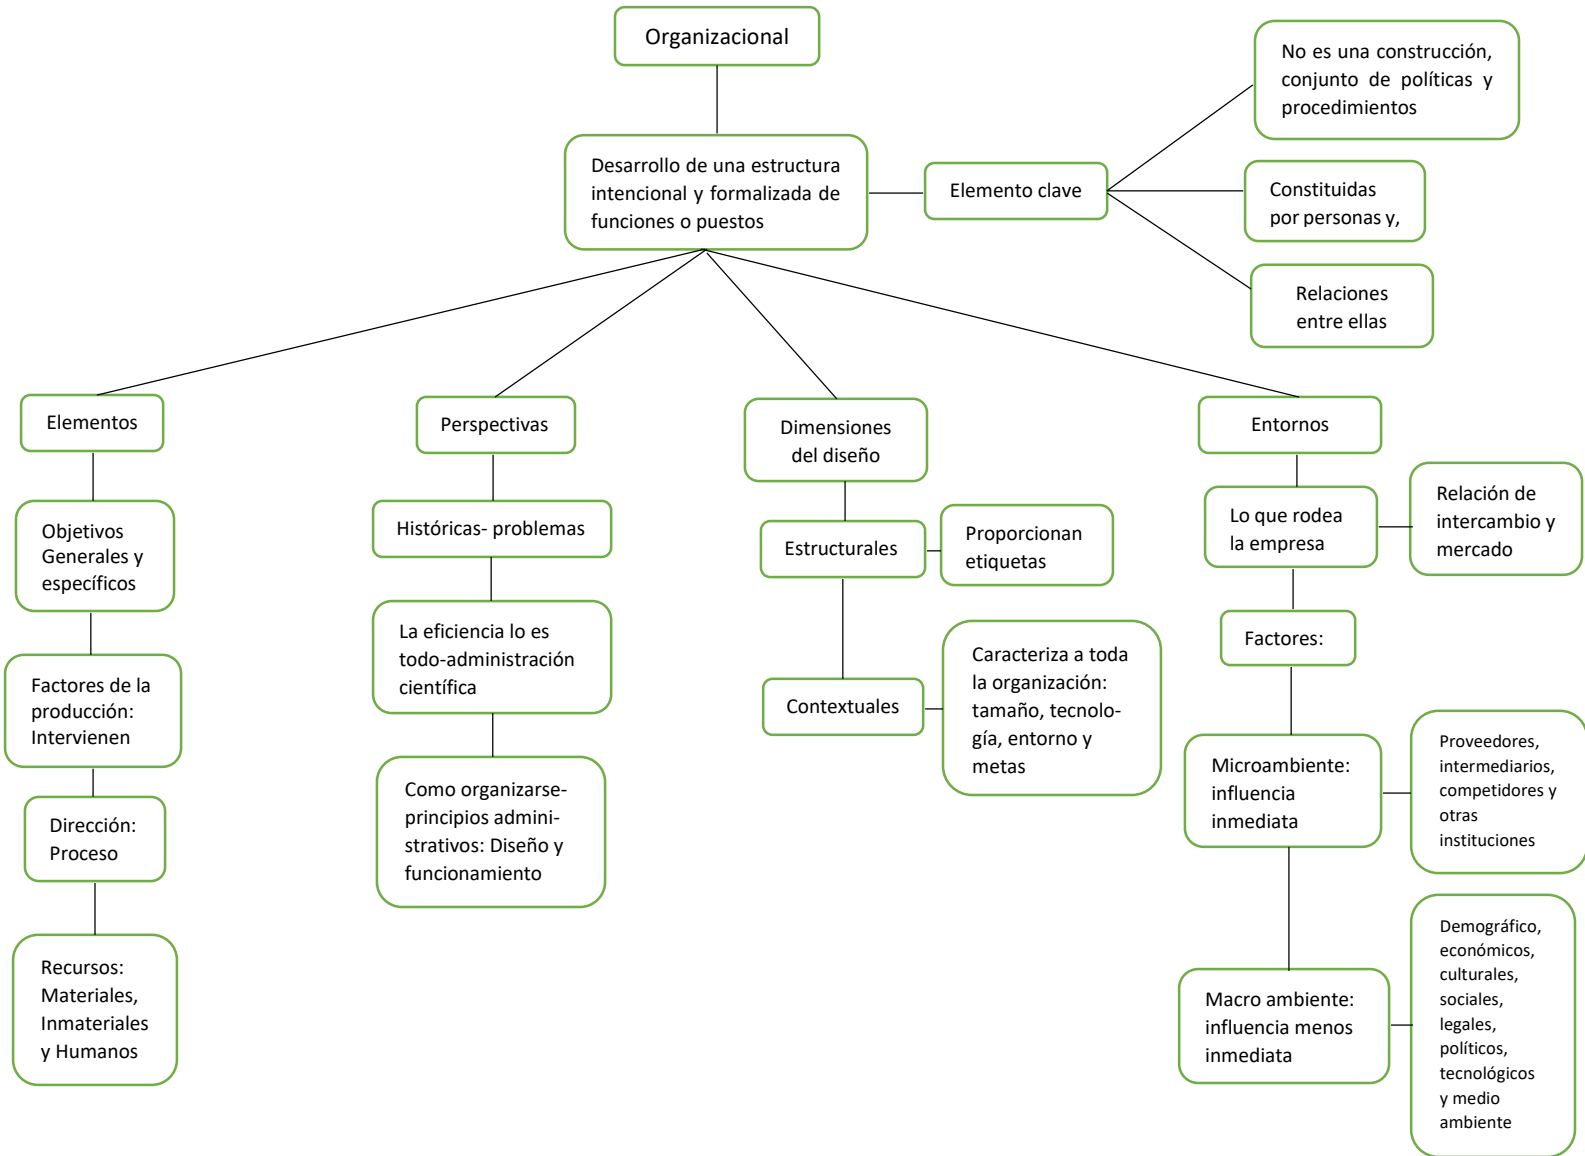 Organizacional
No es una construcción,
conjunto de políticas y
procedimientos
Desarrollo de una estructura
intencional y formalizada de
funciones o puestos
Elemento clave
Constituidas
por personas y,
Relaciones
entre ellas
Elementos
Objetivos
Generales y
específicos
Factores de la
producción:
Intervienen
Dirección:
Proceso
Recursos:
Materiales,
Inmateriales
y Humanos
Perspectivas
Históricas- problemas
La eficiencia lo es
todo-administración
científica
Como organizarse-
principios admini-
strativos: Diseño y
funcionamiento
Dimensiones
del diseño
Estructurales
Proporcionan
etiquetas
Contextuales
Caracteriza a toda
la organización:
tamaño, tecnolo-
gía, entorno y
metas
Entornos
Lo que rodea
la empresa
Relación de
intercambio y
mercado
Factores:
Microambiente:
influencia
inmediata
Proveedores,
intermediarios,
competidores y
otras
instituciones
Macro ambiente:
influencia menos
inmediata
Demográfico,
económicos,
culturales,
sociales,
legales,
políticos,
tecnológicos
y medio
ambiente